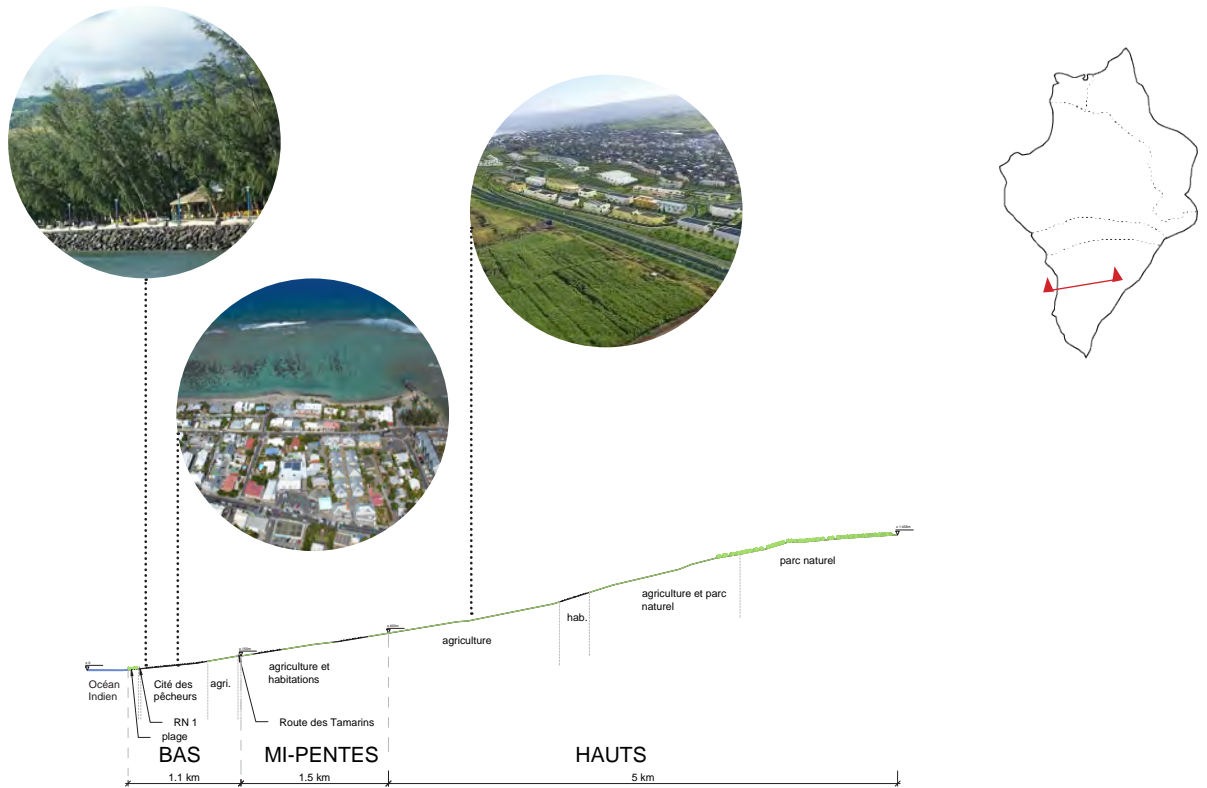 parc naturel
agriculture et parc
naturel
hab.
agriculture
agriculture et
habitations
agri.
Cité des
pêcheurs
Océan
Indien
RN 1
plage
Route des Tamarins
BAS
MI-PENTES
HAUTS
1.1 km
1.5 km
5 km